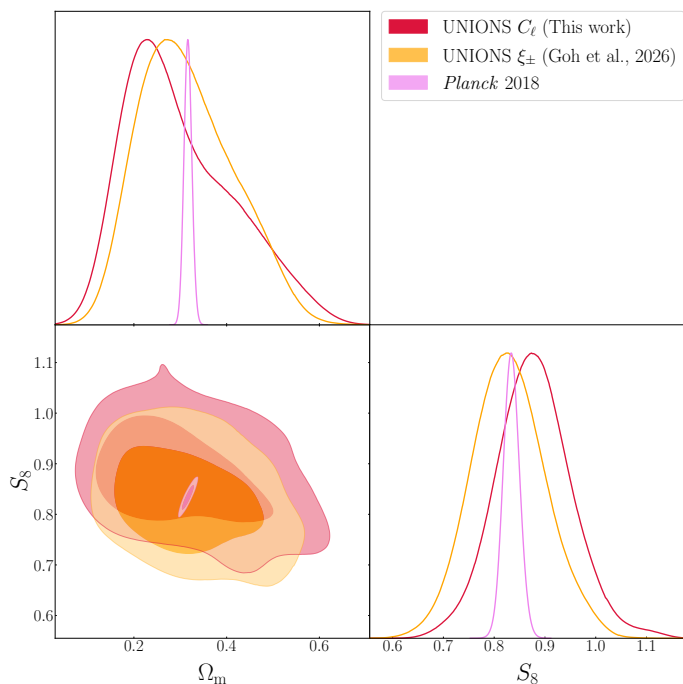 UNIONS Cℓ (This work)
UNIONS ξ± (Goh et al., 2026)
Planck 2018
1.1
1.0
0.9
0.8
0.7
0.6
S8
0.2 0.4 0.6
Ωm
0.6 0.7 0.8 0.9 1.0 1.1
S8